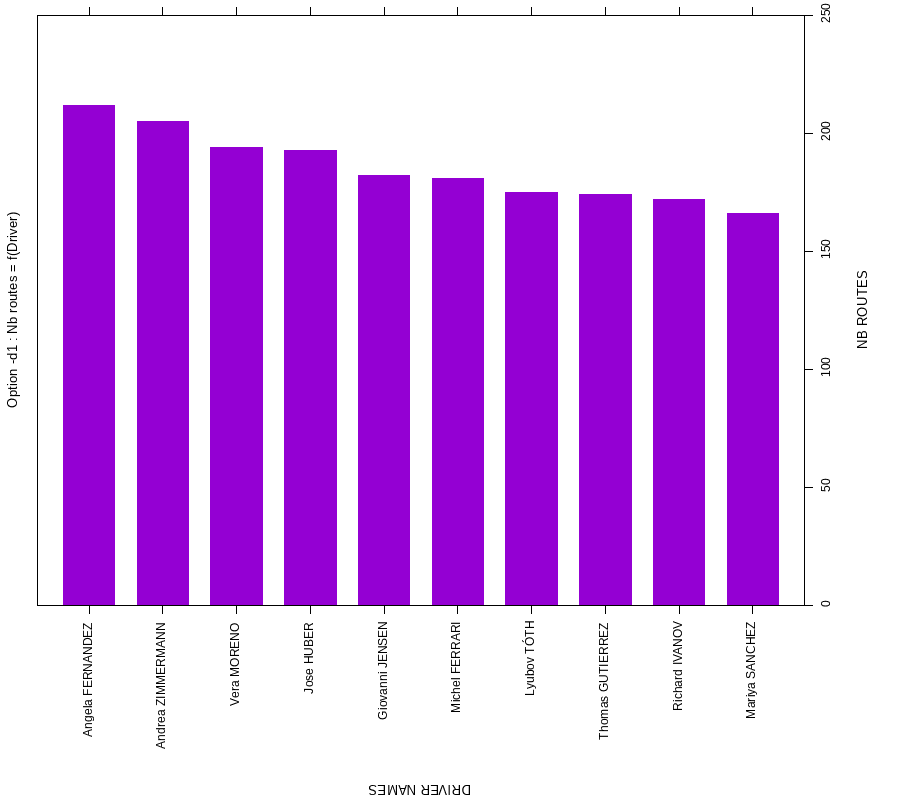 Option -d1 : Nb routes = f(Driver)
250
200
150
100
50
0
NB ROUTES
Angela FERNANDEZ
Andrea ZIMMERMANN
Vera MORENO
Jose HUBER
Giovanni JENSEN
Michel FERRARI
Lyubov TÓTH
Thomas GUTIERREZ
Richard IVANOV
Mariya SANCHEZ
DRIVER NAMES